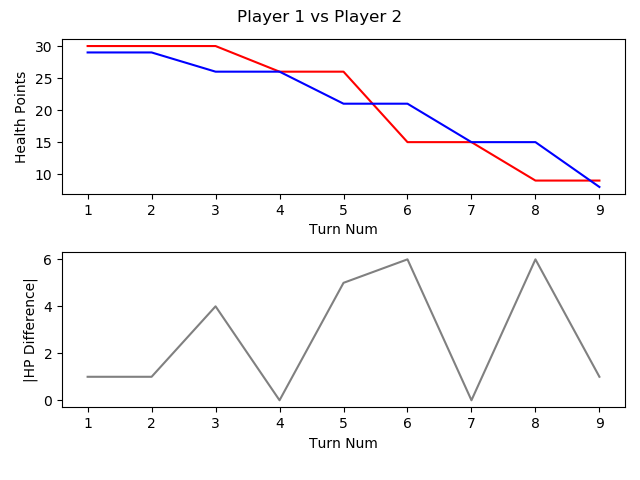 Player 1 vs Player 2
30
25
20
15
10
Health Points
1 2 3 4 5 6 7 8 9
Turn Num
6
4
2
0
|HP Difference|
1 2 3 4 5 6 7 8 9
Turn Num